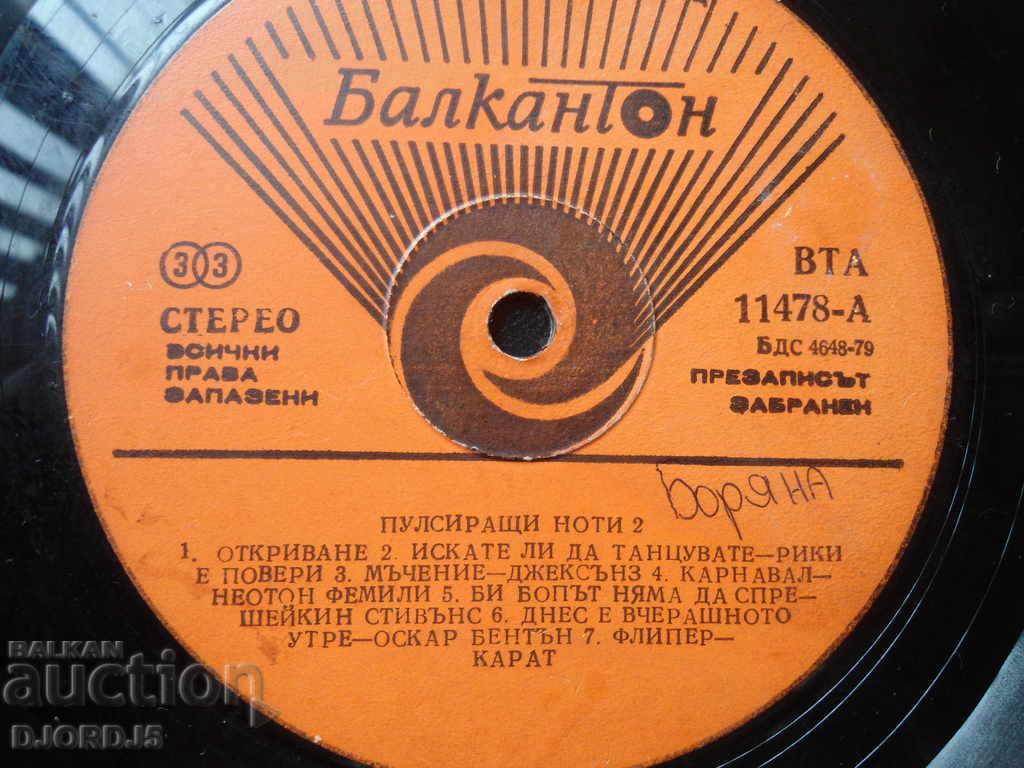 Балкантон
33
СТЕРЕО
ВСИЧКИ
ПРАВА
ЗАПАЗЕНИ
ВТА
11478-А
БДС 4648-79
ПРЕЗАПИСЪТ
ЗАБРАНЕН
Боряна
ПУЛСИРАЩИ НОТИ 2
1. ОТКРИВАНЕ 2. ИСКАТЕ ЛИ ДА ТАНЦУВАТЕ—РИКИ
Е ПОВЕРИ 3. МЪЧЕНИЕ—ДЖЕКСЪНЗ 4. КАРНАВАЛ—
НЕОТОН ФЕМИЛИ 5. БИ БОПЪТ НЯМА ДА СПРЕ—
ШЕЙКИН СТИВЪНС 6. ДНЕС Е ВЧЕРАШНОТО
УТРЕ—ОСКАР БЕНТЪН 7. ФЛИПЕР—
КАРАТ
BALKAN
auction
DJORDJ5